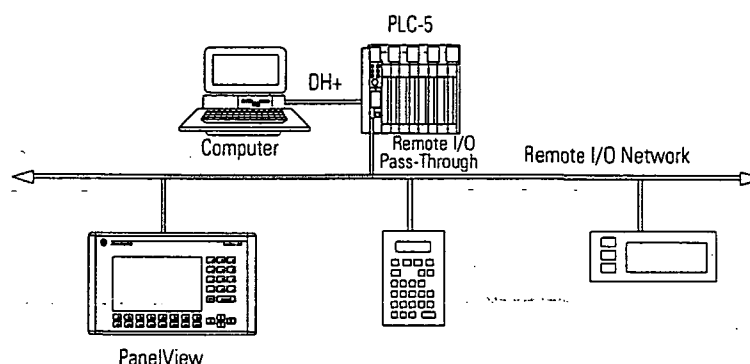 PLC-5
DH+
Computer
Remote I/O
Pass-Through
Remote I/O Network
PanelView